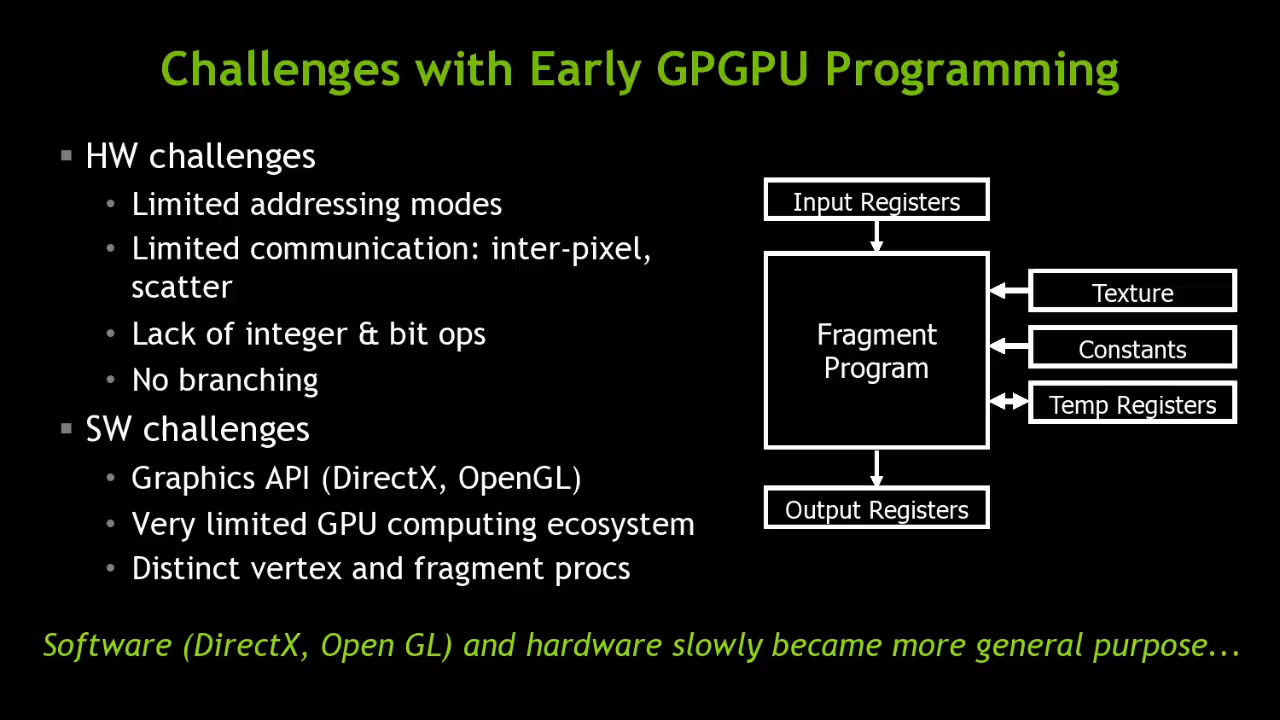 Challenges with Early GPGPU Programming
HW challenges
Limited addressing modes
Limited communication: inter-pixel,
scatter
Lack of integer & bit ops
No branching
SW challenges
Graphics API (DirectX, OpenGL)
Very limited GPU computing ecosystem
Distinct vertex and fragment procs
Input Registers
Fragment
Program
Texture
Constants
Temp Registers
Output Registers
Software (DirectX, Open GL) and hardware slowly became more general purpose...